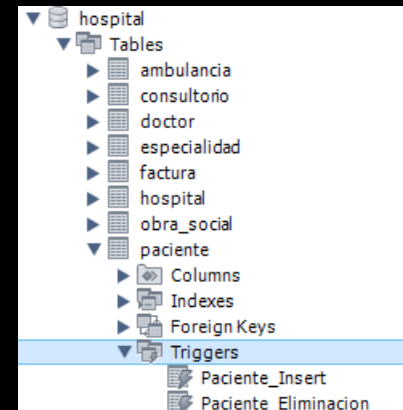 hospital
Tables
ambulancia
consultorio
doctor
especialidad
factura
hospital
obra_social
paciente
Columns
Indexes
Foreign Keys
Triggers
Paciente_Insert
Paciente_Eliminacion